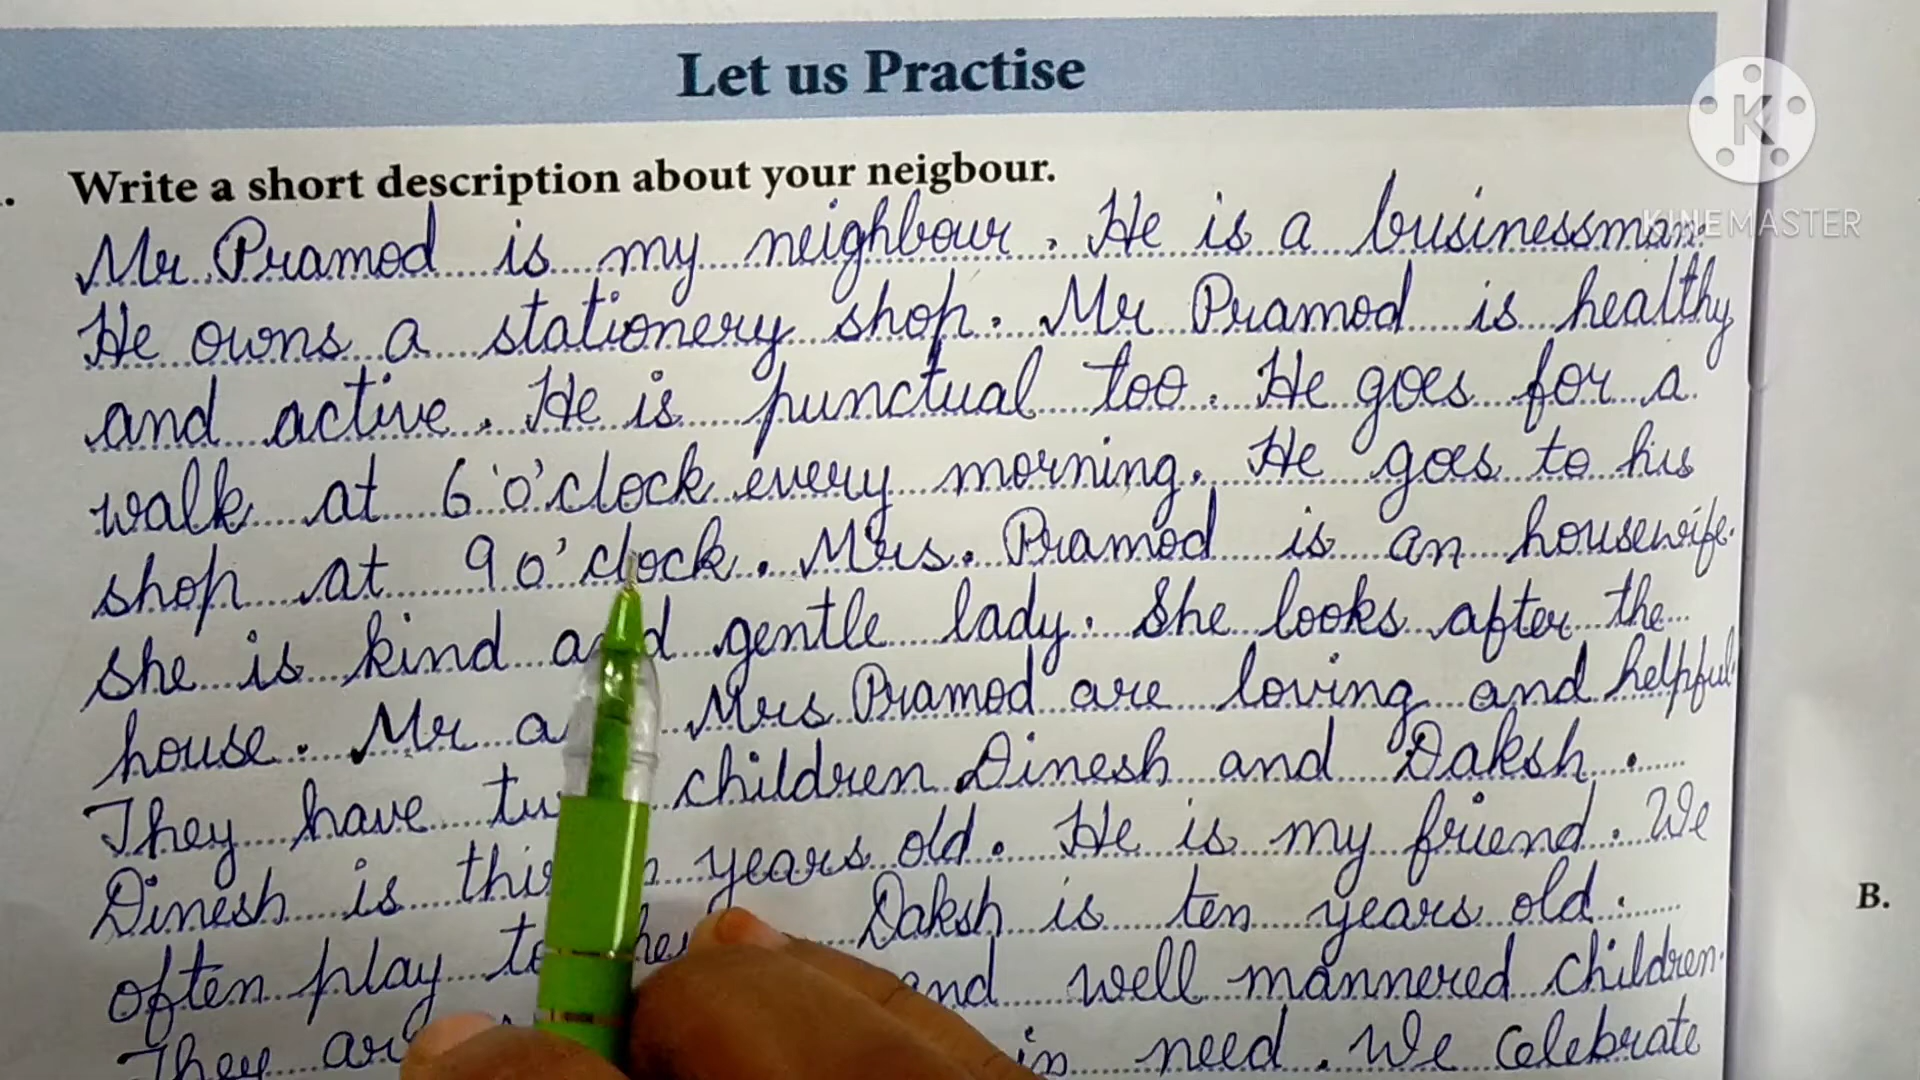 Let us Practise
K
KINEMASTER
Write a short description about your neigbour.
Mr Pramod is my neighbour. He is a businessman.
He owns a stationery shop. Mr Pramod is healthy
and active. He is punctual too. He goes for a
walk at 6'o'clock every morning. He goes to his
shop at 9 o'clock. Mrs. Pramod is an housewife.
She is kind and gentle lady. She looks after the
house. Mr Mrs Pramod are loving and helpful.
They have children Dinesh and Daksh.
Dinesh is years old. He is my friend. We
often play Daksh is ten years old.
They and well mannered children.
in need. We celebrate
B.